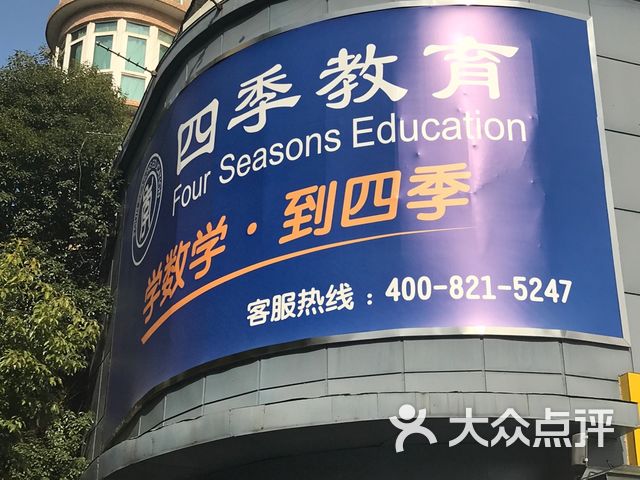 四季教育
Four Seasons Education
学数学·到四季
客服热线：400-821-5247
大众点评